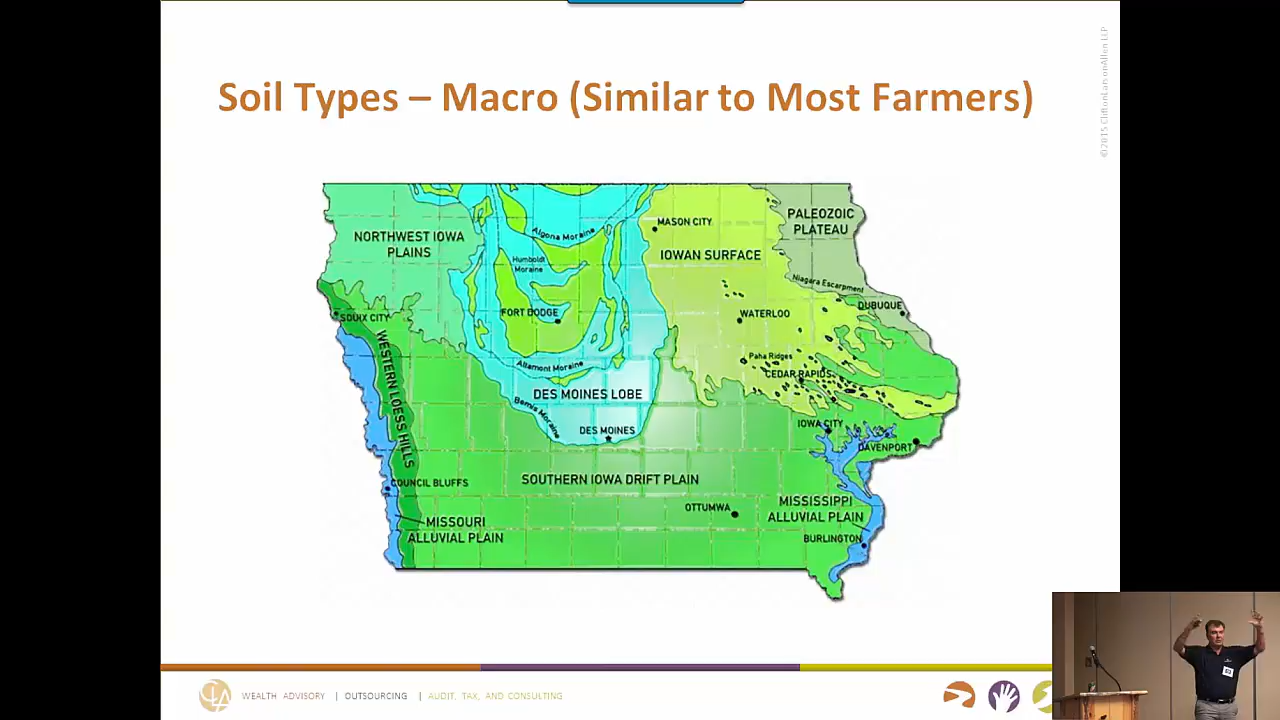 Soil Types – Macro (Similar to Most Farmers)
© 2015 CliftonLarsonAllen LLP
NORTHWEST IOWA
PLAINS
Algona Moraine
Humboldt
Moraine
FORT DODGE
MASON CITY
IOWAN SURFACE
PALEOZOIC
PLATEAU
Niagara Escarpment
DUBUQUE
SOUIX CITY
WATERLOO
Paha Ridges
CEDAR RAPIDS
WESTERN LOESS HILLS
Altamont Moraine
DES MOINES LOBE
Bemis Moraine
DES MOINES
IOWA CITY
DAVENPORT
COUNCIL BLUFFS
SOUTHERN IOWA DRIFT PLAIN
MISSOURI
ALLUVIAL PLAIN
OTTUMWA
MISSISSIPPI
ALLUVIAL PLAIN
BURLINGTON
CLA
WEALTH ADVISORY | OUTSOURCING | AUDIT, TAX, AND CONSULTING